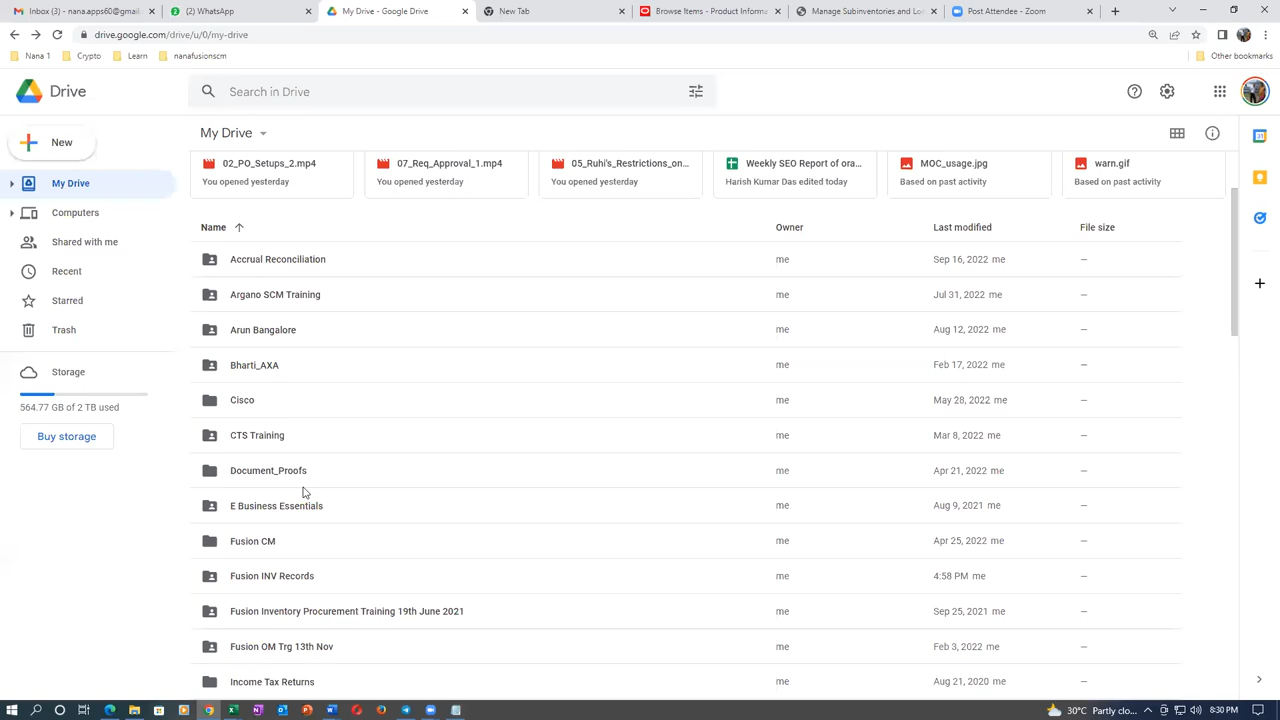 nana.apps60@gmail
(2) WhatsApp
My Drive - Google Drive
New Tab
Browse Items - Product Informa
Manage Subinventories and Lo
Post Attendee - Zoom
drive.google.com/drive/u/0/my-drive
Nana 1
Crypto
Learn
nanafusionscm
Other bookmarks
Drive
Search in Drive
New
My Drive
Computers
Shared with me
Recent
Starred
Trash
Storage
564.77 GB of 2 TB used
Buy storage
My Drive
02_PO_Setups_2.mp4
You opened yesterday
07_Req_Approval_1.mp4
You opened yesterday
05_Ruhi's_Restrictions_on...
You opened yesterday
Weekly SEO Report of ora...
Harish Kumar Das edited today
MOC_usage.jpg
Based on past activity
warn.gif
Based on past activity
Name Owner Last modified File size
Accrual Reconciliation me Sep 16, 2022 me –
Argano SCM Training me Jul 31, 2022 me –
Arun Bangalore me Aug 12, 2022 me –
Bharti_AXA me Feb 17, 2022 me –
Cisco me May 28, 2022 me –
CTS Training me Mar 8, 2022 me –
Document_Proofs me Apr 21, 2022 me –
E Business Essentials me Aug 9, 2021 me –
Fusion CM me Apr 25, 2022 me –
Fusion INV Records me 4:58 PM me –
Fusion Inventory Procurement Training 19th June 2021 me Sep 25, 2021 me –
Fusion OM Trg 13th Nov me Feb 3, 2022 me –
Income Tax Returns me Aug 21, 2020 me –
30°C Partly clo... 8:30 PM